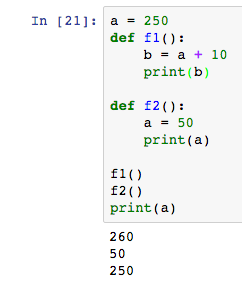 In [21]: a = 250
def f1():
    b = a + 10
    print(b)

def f2():
    a = 50
    print(a)

f1()
f2()
print(a)
260
50
250